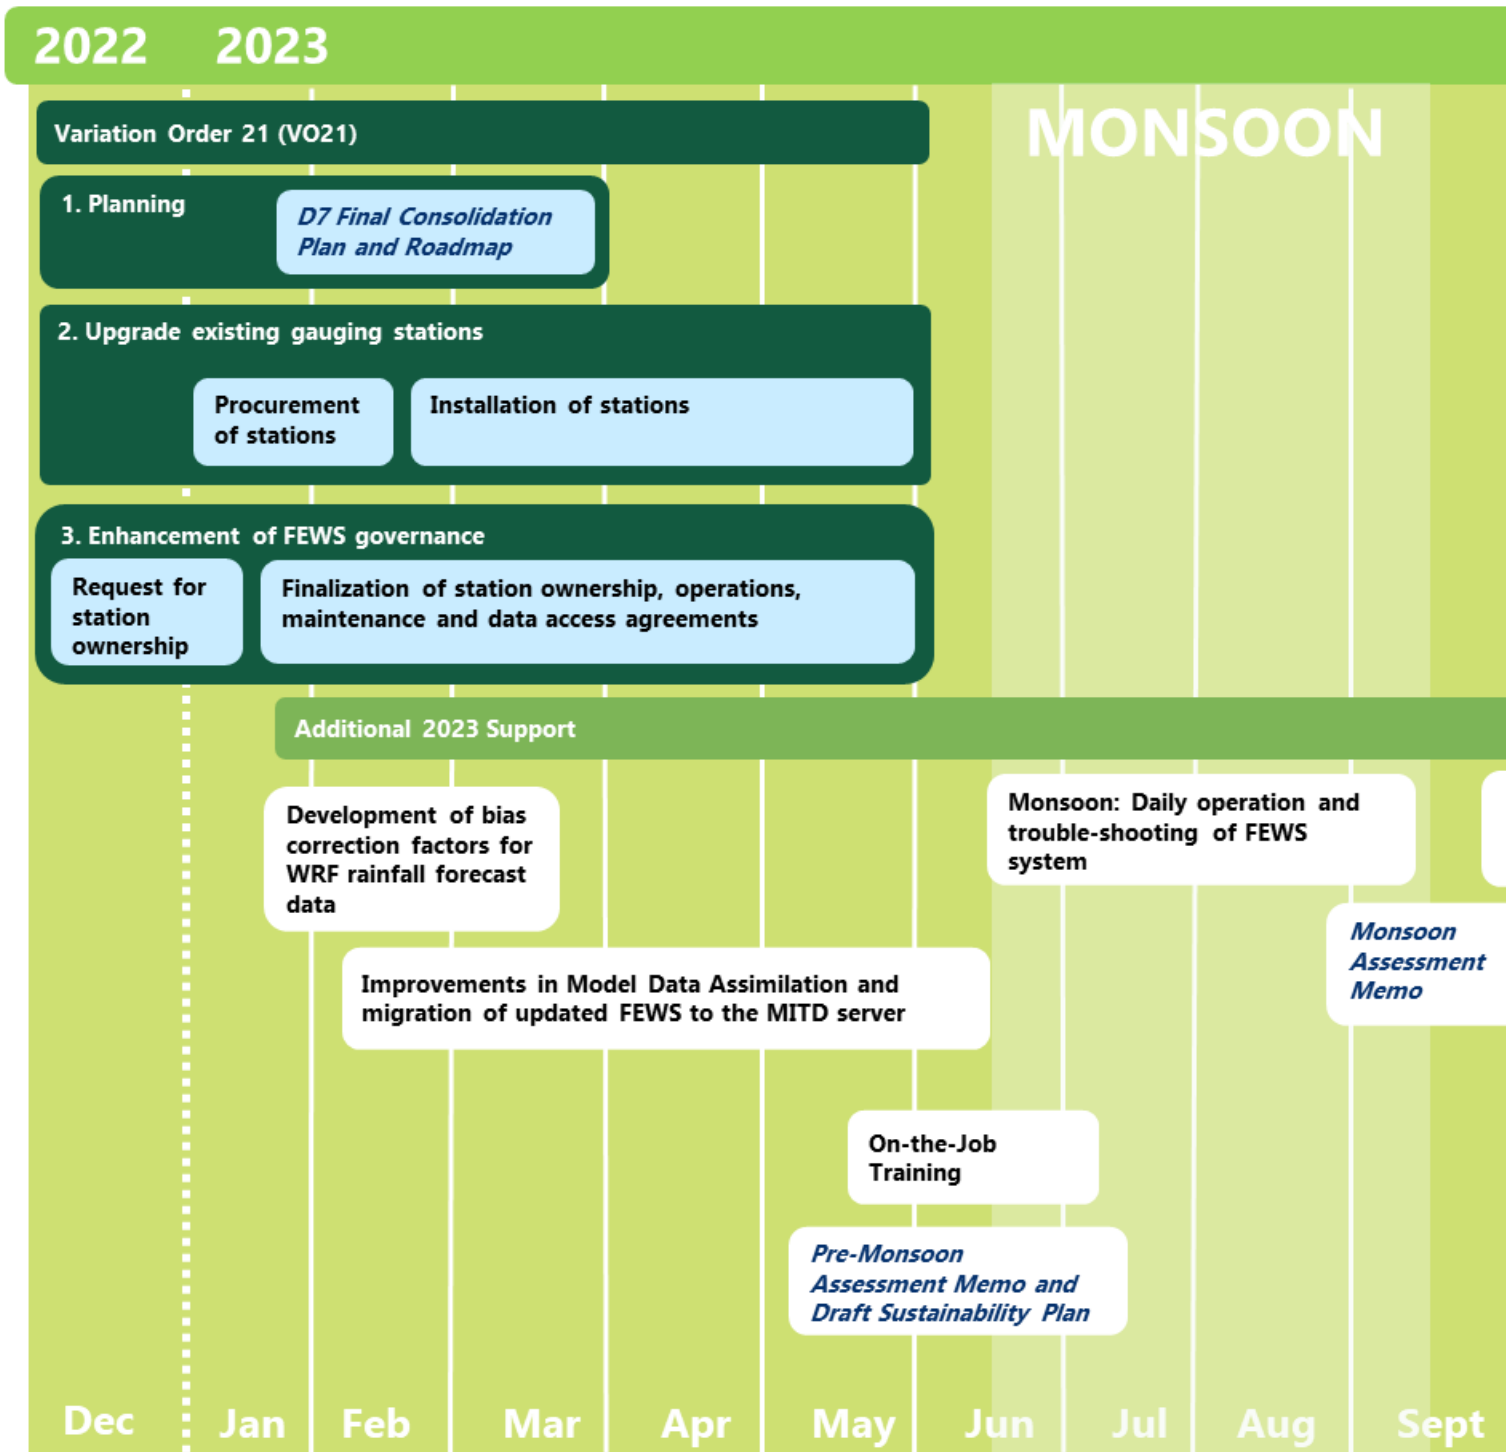 2022 2023
MONSOON
Variation Order 21 (VO21)
1. Planning
D7 Final Consolidation
Plan and Roadmap
2. Upgrade existing gauging stations
Procurement
of stations
Installation of stations
3. Enhancement of FEWS governance
Request for
station
ownership
Finalization of station ownership, operations,
maintenance and data access agreements
Additional 2023 Support
Development of bias
correction factors for
WRF rainfall forecast
data
Monsoon: Daily operation and
trouble-shooting of FEWS
system
Monsoon
Assessment
Memo
Improvements in Model Data Assimilation and
migration of updated FEWS to the MITD server
On-the-Job
Training
Pre-Monsoon
Assessment Memo and
Draft Sustainability Plan
Dec Jan Feb Mar Apr May Jun Jul Aug Sept